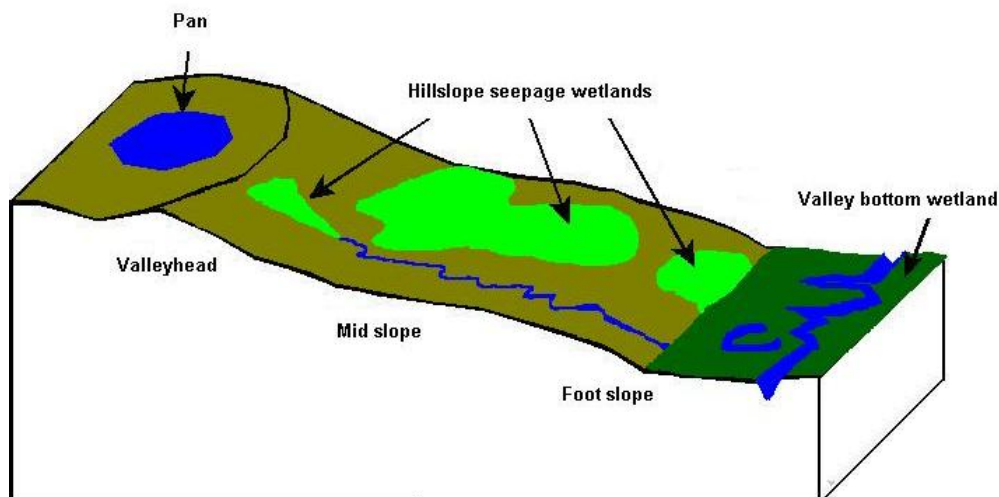 Pan
Hillslope seepage wetlands
Valley bottom wetland
Valleyhead
Mid slope
Foot slope